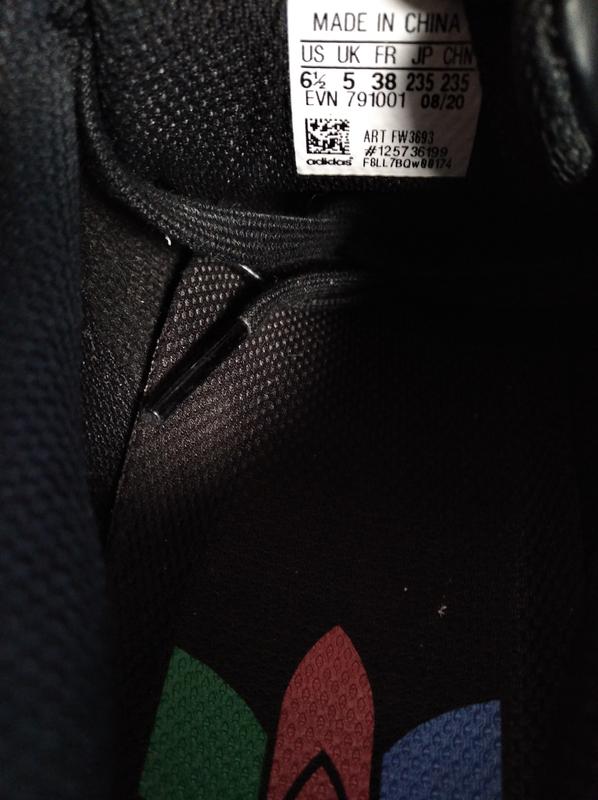 MADE IN CHINA
US UK FR JP CHN
6½ 5 38 235 235
EVN 791001 08/20
ART FW3693
#125736199
adidas F8LL7BQw00174